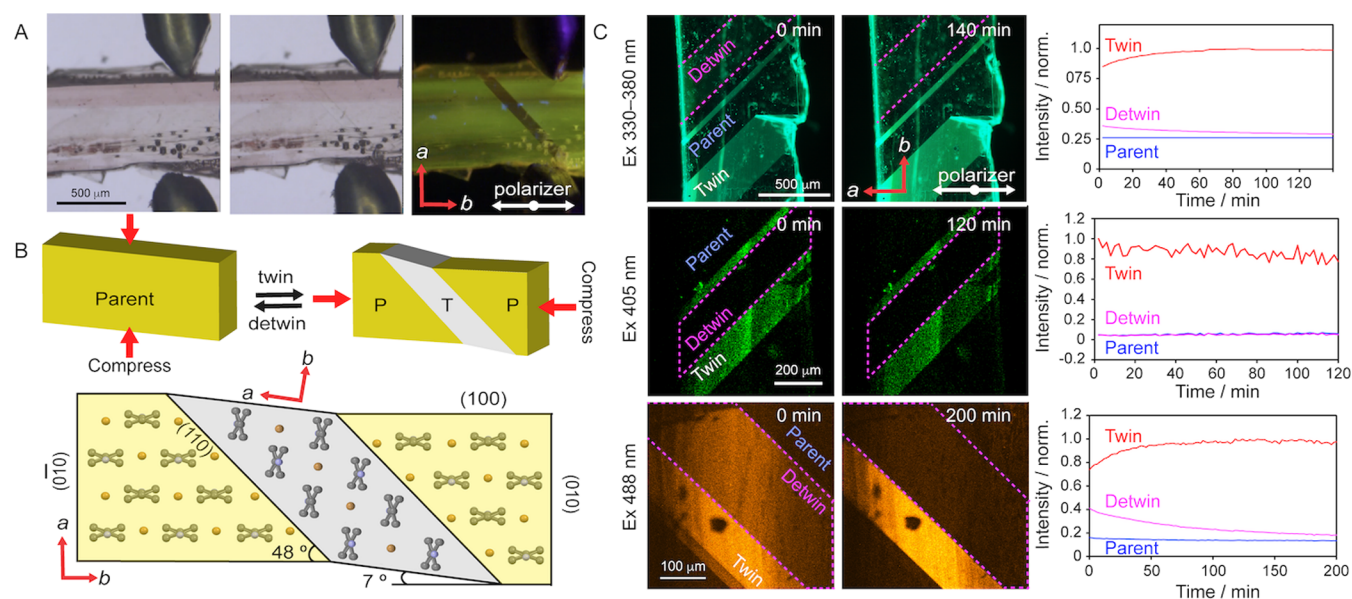 A
500 μm
a
b
polarizer
B
Parent
Compress
twin
detwin
P
T
P
Compress
b
a
(100)
(110)
(010)
(010)
a
b
48 º
7 º
C
Ex 330–380 nm
0 min
Detwin
Parent
Twin
500 μm
140 min
b
a
polarizer
Intensity / norm.
1.0
0.75
0.50
0.25
0
Twin
Detwin
Parent
0 20 40 60 80 100 120
Time / min
Ex 405 nm
0 min
Parent
Detwin
Twin
200 μm
120 min
Intensity / norm.
1.2
1.0
0.8
0.6
0.4
0.2
0
-0.2
Twin
Detwin
Parent
0 20 40 60 80 100 120
Time / min
Ex 488 nm
0 min
Parent
Detwin
Twin
100 μm
200 min
Intensity / norm.
1.2
1.0
0.8
0.6
0.4
0.2
0
Twin
Detwin
Parent
0 50 100 150 200
Time / min